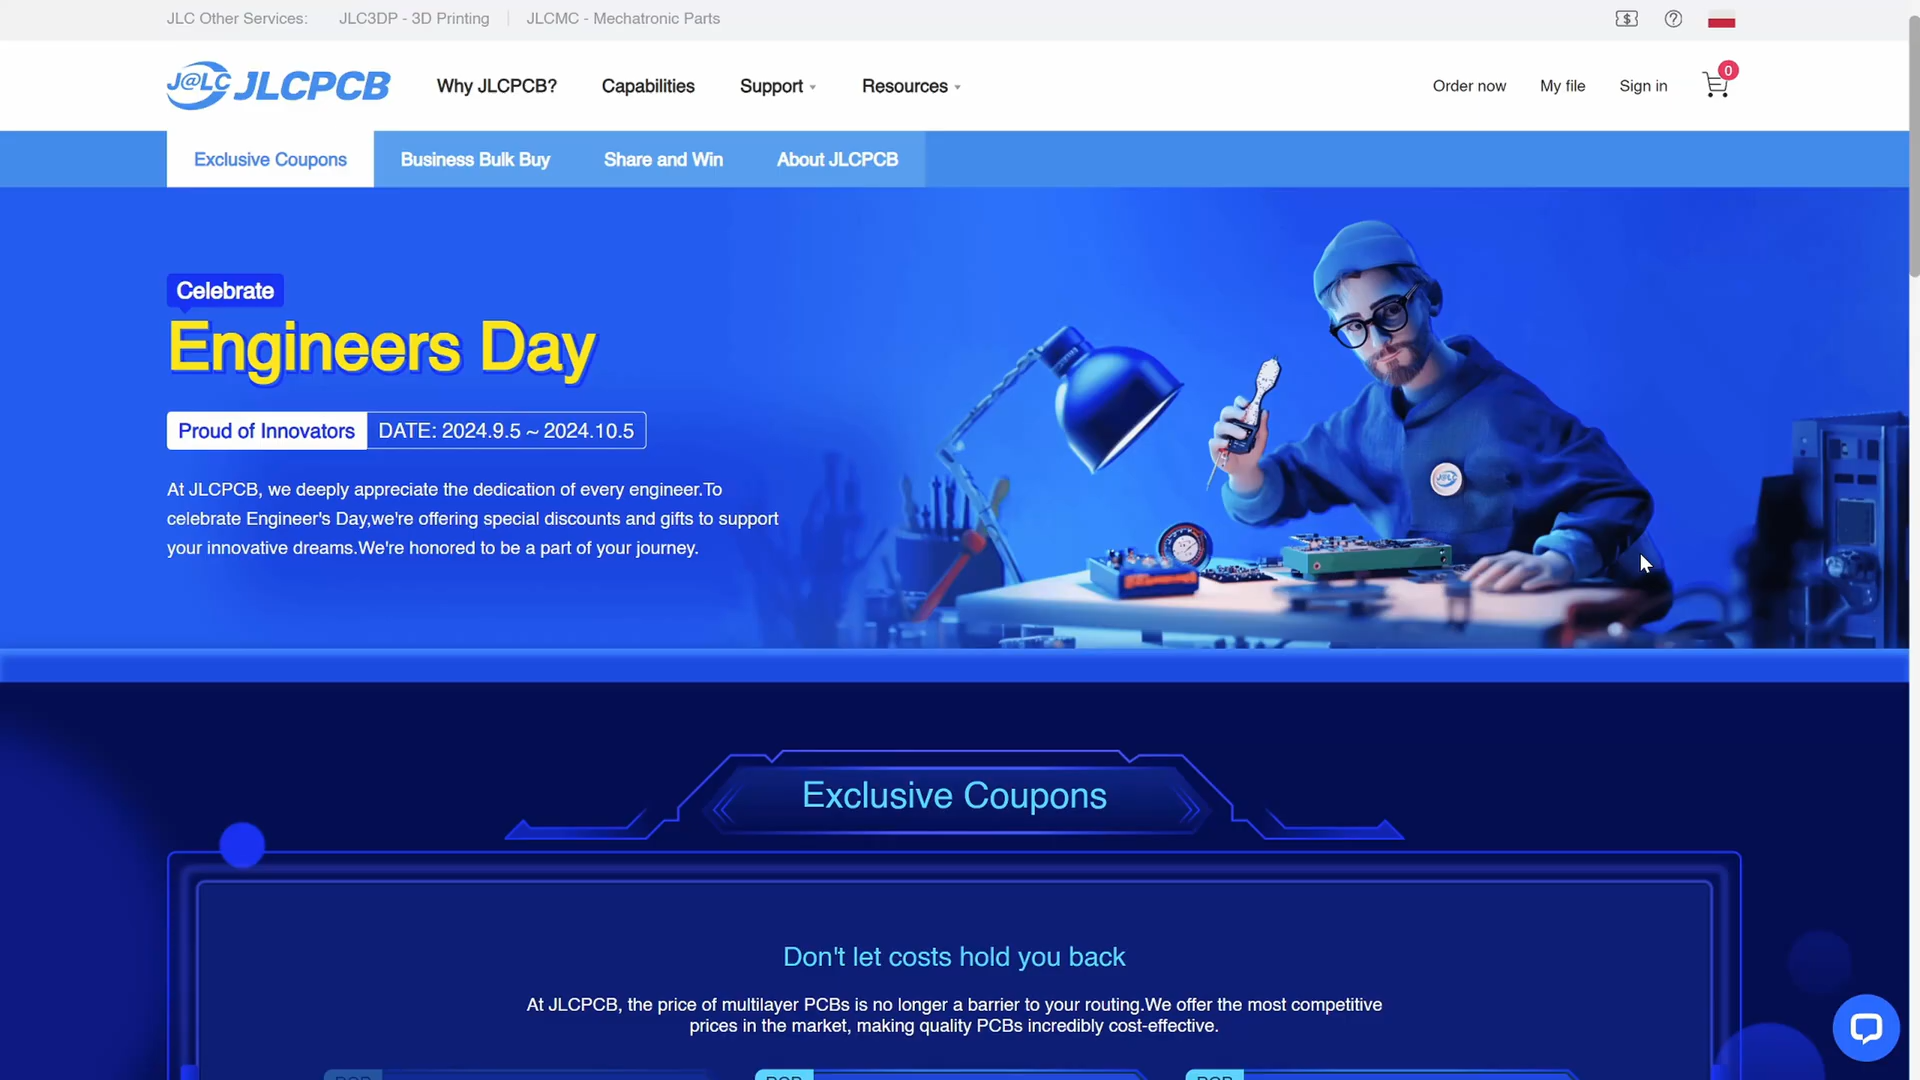 JLC Other Services: JLC3DP - 3D Printing JLCMC - Mechatronic Parts
J@LC JLCPCB Why JLCPCB? Capabilities Support Resources Order now My file Sign in 0
Exclusive Coupons Business Bulk Buy Share and Win About JLCPCB
Celebrate
Engineers Day
Proud of Innovators DATE: 2024.9.5 ~ 2024.10.5
At JLCPCB, we deeply appreciate the dedication of every engineer.To
celebrate Engineer's Day,we're offering special discounts and gifts to support
your innovative dreams.We're honored to be a part of your journey.
J@LC
Exclusive Coupons
Don't let costs hold you back
At JLCPCB, the price of multilayer PCBs is no longer a barrier to your routing.We offer the most competitive
prices in the market, making quality PCBs incredibly cost-effective.
PCB PCB PCB